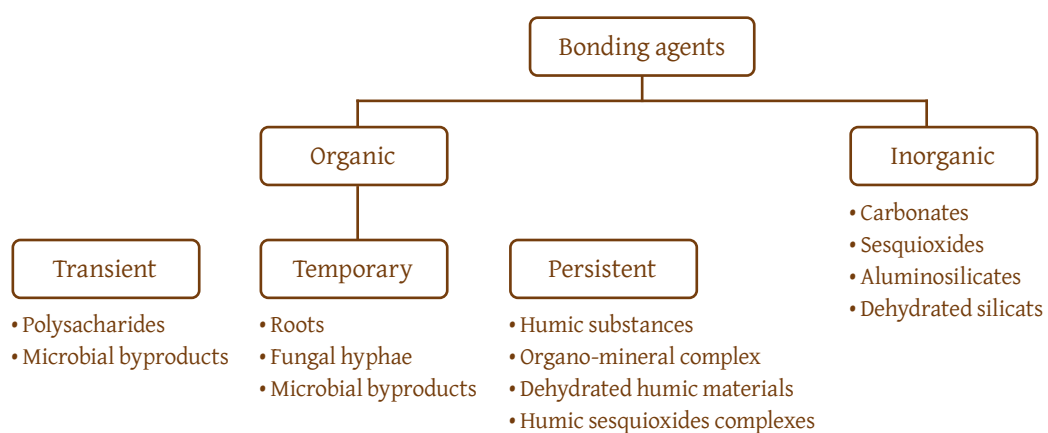 Bonding agents
Organic
Inorganic
• Carbonates
• Sesquioxides
• Aluminosilicates
• Dehydrated silicats
Transient
• Polysacharides
• Microbial byproducts
Temporary
• Roots
• Fungal hyphae
• Microbial byproducts
Persistent
• Humic substances
• Organo-mineral complex
• Dehydrated humic materials
• Humic sesquioxides complexes